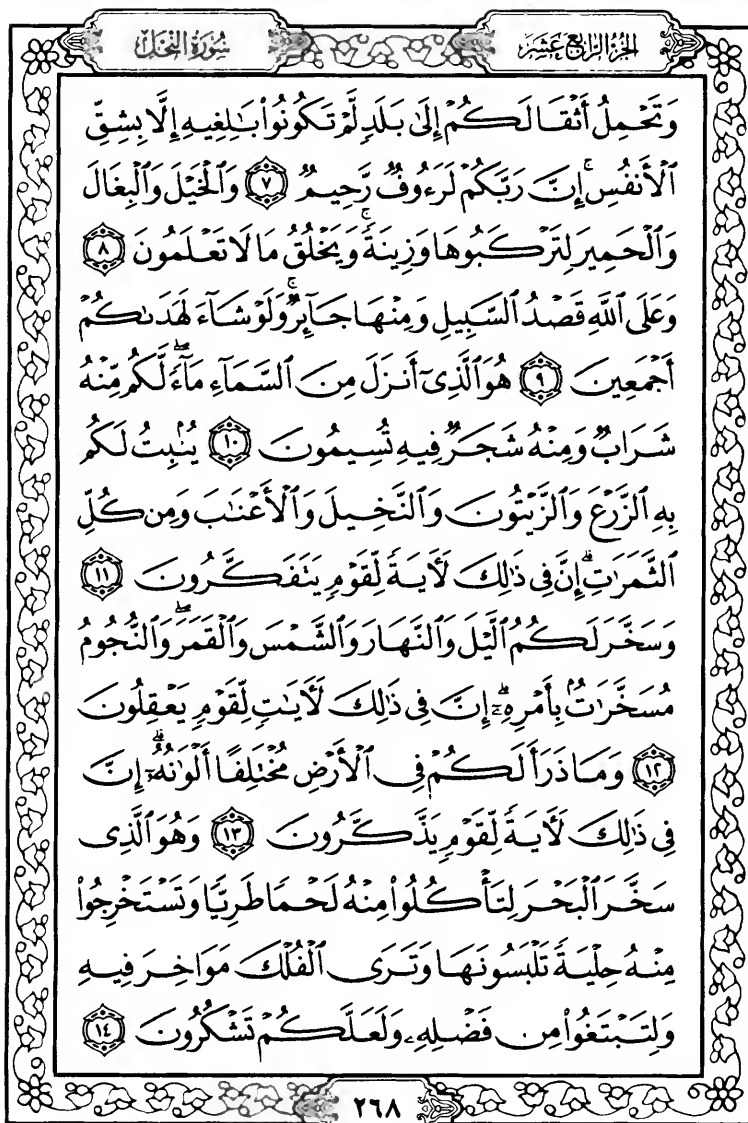 الجزء الرابع عشر
سورة النحل
وَتَحْمِلُ أَثْقَالَكُمْ إِلَىٰ بَلَدٍ لَّمْ تَكُونُوا۟ بَـٰلِغِيهِ إِلَّا بِشِقِّ
ٱلْأَنفُسِ ۚ إِنَّ رَبَّكُمْ لَرَءُوفٌ رَّحِيمٌ ٧ وَٱلْخَيْلَ وَٱلْبِغَالَ
وَٱلْحَمِيرَ لِتَرْكَبُوهَا وَزِينَةً ۚ وَيَخْلُقُ مَا لَا تَعْلَمُونَ ٨
وَعَلَى ٱللَّهِ قَصْدُ ٱلسَّبِيلِ وَمِنْهَا جَآئِرٌ ۚ وَلَوْ شَآءَ لَهَدَىٰكُمْ
أَجْمَعِينَ ٩ هُوَ ٱلَّذِىٓ أَنزَلَ مِنَ ٱلسَّمَآءِ مَآءً ۖ لَّكُم مِّنْهُ
شَرَابٌ وَمِنْهُ شَجَرٌ فِيهِ تُسِيمُونَ ١٠ يُنۢبِتُ لَكُم
بِهِ ٱلزَّرْعَ وَٱلزَّيْتُونَ وَٱلنَّخِيلَ وَٱلْأَعْنَـٰبَ وَمِن كُلِّ
ٱلثَّمَرَٰتِ ۗ إِنَّ فِى ذَٰلِكَ لَـَٔايَةً لِّقَوْمٍ يَتَفَكَّرُونَ ١١
وَسَخَّرَ لَكُمُ ٱلَّيْلَ وَٱلنَّهَارَ وَٱلشَّمْسَ وَٱلْقَمَرَ ۖ وَٱلنُّجُومُ
مُسَخَّرَٰتٌۢ بِأَمْرِهِۦٓ ۗ إِنَّ فِى ذَٰلِكَ لَـَٔايَـٰتٍ لِّقَوْمٍ يَعْقِلُونَ
١٢ وَمَا ذَرَأَ لَكُمْ فِى ٱلْأَرْضِ مُخْتَلِفًا أَلْوَٰنُهُۥٓ ۗ إِنَّ
فِى ذَٰلِكَ لَـَٔايَةً لِّقَوْمٍ يَذَّكَّرُونَ ١٣ وَهُوَ ٱلَّذِى
سَخَّرَ ٱلْبَحْرَ لِتَأْكُلُوا۟ مِنْهُ لَحْمًا طَرِيًّا وَتَسْتَخْرِجُوا۟
مِنْهُ حِلْيَةً تَلْبَسُونَهَا وَتَرَى ٱلْفُلْكَ مَوَاخِرَ فِيهِ
وَلِتَبْتَغُوا۟ مِن فَضْلِهِۦ وَلَعَلَّكُمْ تَشْكُرُونَ ١٤
٢٦٨